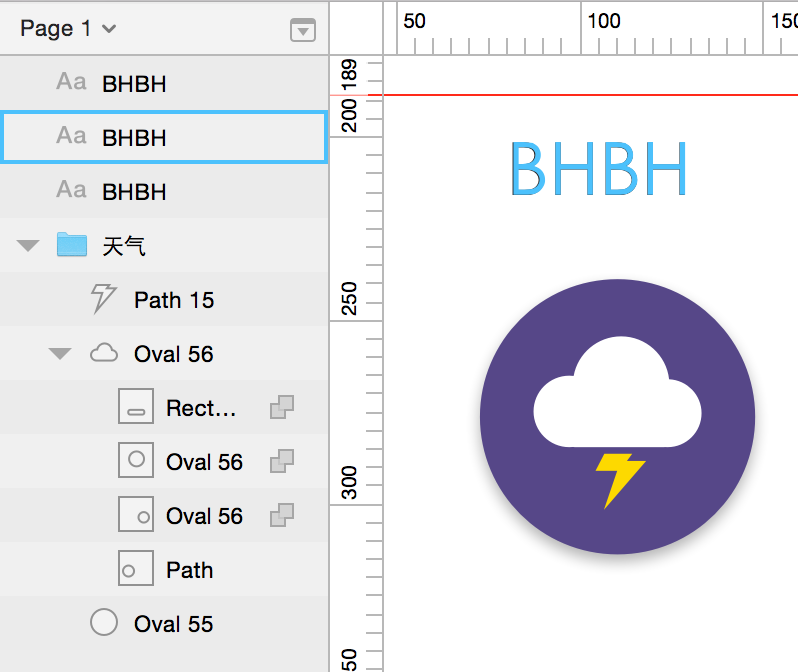 Page 1
50
100
150
Aa BHBH
189
Aa BHBH
200
BHBH
Aa BHBH
天气
Path 15
250
Oval 56
Rect...
Oval 56
300
Oval 56
Path
Oval 55
50